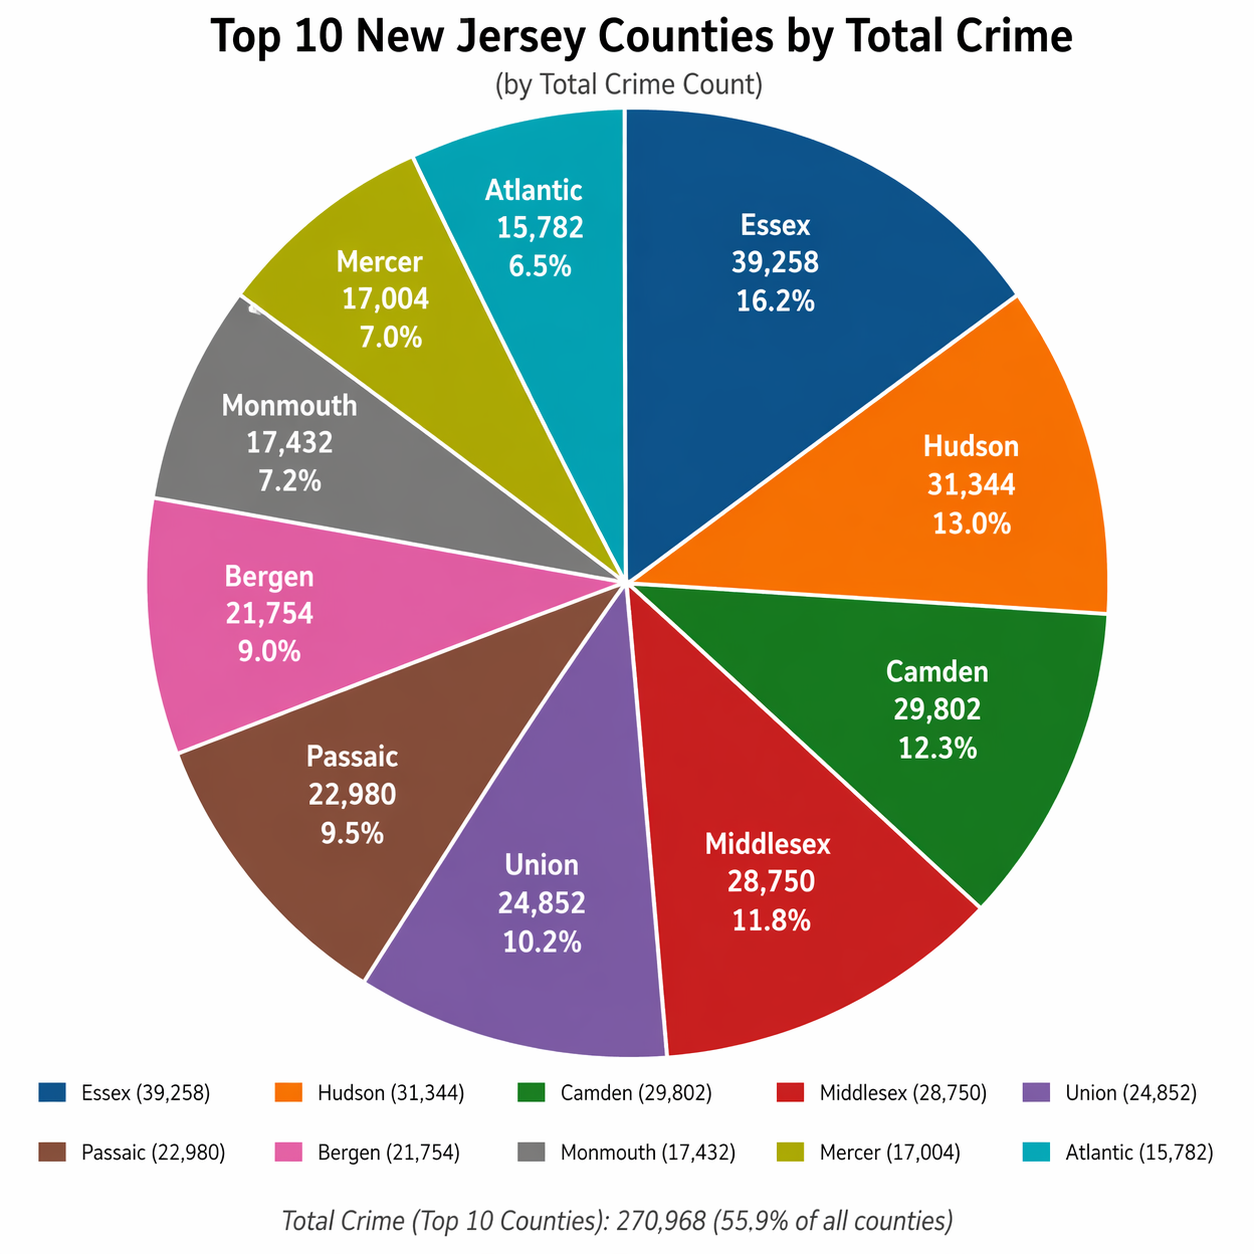 Top 10 New Jersey Counties by Total Crime
(by Total Crime Count)
Atlantic
15,782
6.5%
Essex
39,258
16.2%
Mercer
17,004
7.0%
Monmouth
17,432
7.2%
Hudson
31,344
13.0%
Bergen
21,754
9.0%
Camden
29,802
12.3%
Passaic
22,980
9.5%
Middlesex
28,750
11.8%
Union
24,852
10.2%
Essex (39,258)
Hudson (31,344)
Camden (29,802)
Middlesex (28,750)
Union (24,852)
Passaic (22,980)
Bergen (21,754)
Monmouth (17,432)
Mercer (17,004)
Atlantic (15,782)
Total Crime (Top 10 Counties): 270,968 (55.9% of all counties)